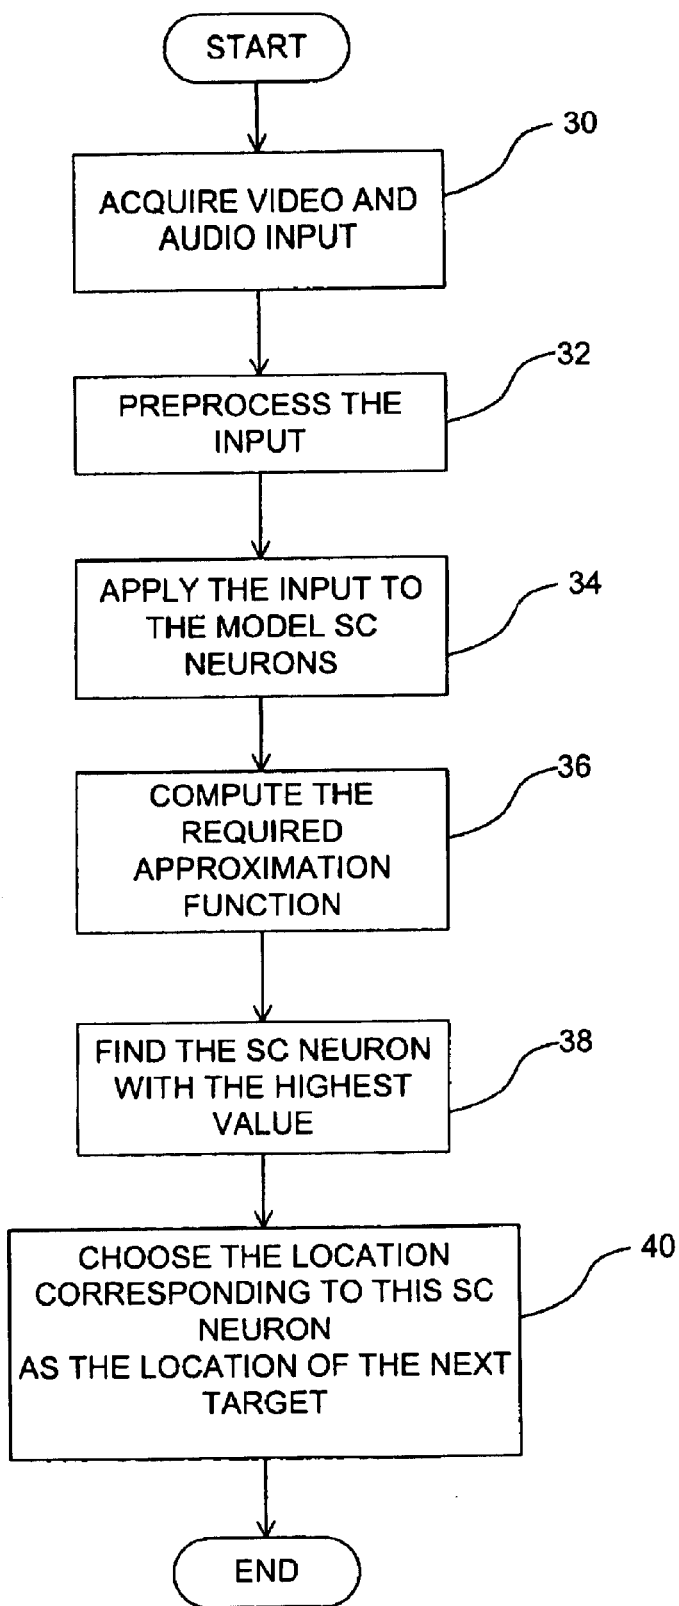 START
30
ACQUIRE VIDEO AND
AUDIO INPUT
32
PREPROCESS THE
INPUT
34
APPLY THE INPUT TO
THE MODEL SC
NEURONS
36
COMPUTE THE
REQUIRED
APPROXIMATION
FUNCTION
38
FIND THE SC NEURON
WITH THE HIGHEST
VALUE
40
CHOOSE THE LOCATION
CORRESPONDING TO THIS SC
NEURON
AS THE LOCATION OF THE NEXT
TARGET
END